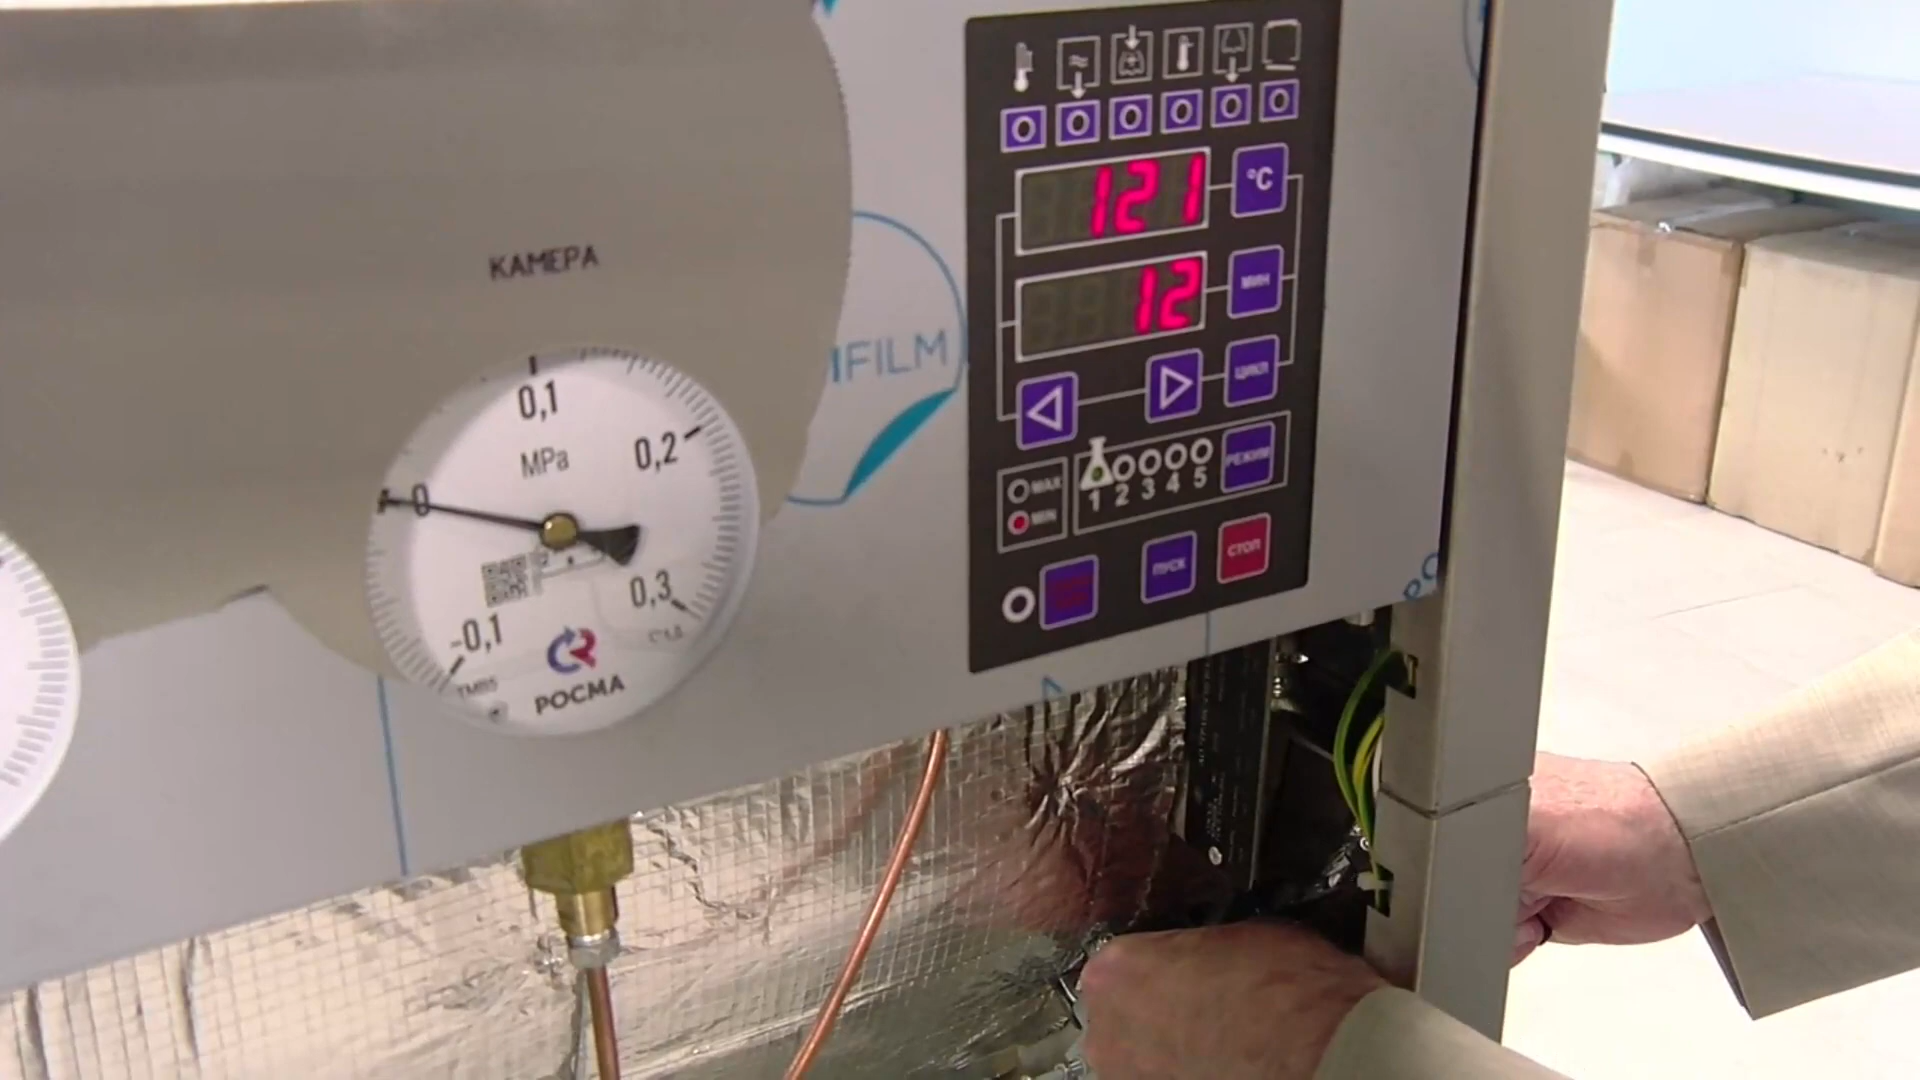 КАМЕРА
FILM
0,1
MPa
0,2
0
0,3
-0,1
РОСМА
121
°C
12
МИН
ЦИКЛ
MAX
MIN
1 2 3 4 5
РЕЖИМ
ПУСК
СТОП